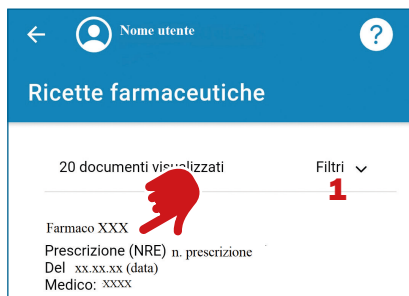 Nome utente
?
Ricette farmaceutiche
20 documenti visualizzati
Filtri
1
Farmaco XXX
Prescrizione (NRE) n. prescrizione
Del xx.xx.xx (data)
Medico: xxxx